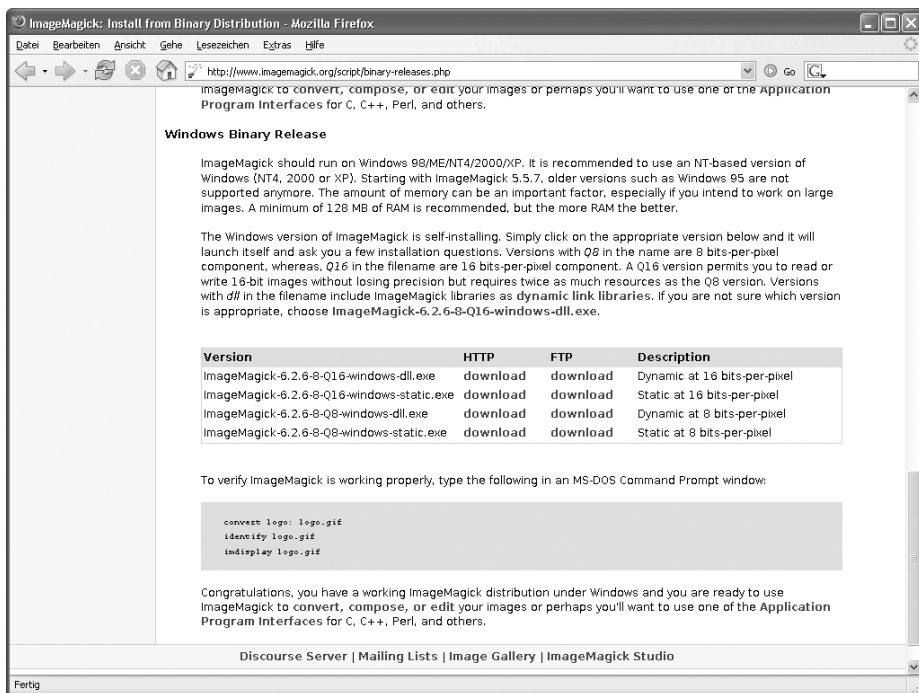 ImageMagick: Install from Binary Distribution - Mozilla Firefox
Datei Bearbeiten Ansicht Gehe Lesezeichen Extras Hilfe
http://www.imagemagick.org/script/binary-releases.php Go G
ImageMagick to convert, compose, or edit your images or perhaps you'll want to use one of the Application
Program Interfaces for C, C++, Perl, and others.
Windows Binary Release
ImageMagick should run on Windows 98/ME/NT4/2000/XP. It is recommended to use an NT-based version of
Windows (NT4, 2000 or XP). Starting with ImageMagick 5.5.7, older versions such as Windows 95 are not
supported anymore. The amount of memory can be an important factor, especially if you intend to work on large
images. A minimum of 128 MB of RAM is recommended, but the more RAM the better.
The Windows version of ImageMagick is self-installing. Simply click on the appropriate version below and it will
launch itself and ask you a few installation questions. Versions with Q8 in the name are 8 bits-per-pixel
component, whereas, Q16 in the filename are 16 bits-per-pixel component. A Q16 version permits you to read or
write 16-bit images without losing precision but requires twice as much resources as the Q8 version. Versions
with dll in the filename include ImageMagick libraries as dynamic link libraries. If you are not sure which version
is appropriate, choose ImageMagick-6.2.6-8-Q16-windows-dll.exe.
Version HTTP FTP Description
ImageMagick-6.2.6-8-Q16-windows-dll.exe download download Dynamic at 16 bits-per-pixel
ImageMagick-6.2.6-8-Q16-windows-static.exe download download Static at 16 bits-per-pixel
ImageMagick-6.2.6-8-Q8-windows-dll.exe download download Dynamic at 8 bits-per-pixel
ImageMagick-6.2.6-8-Q8-windows-static.exe download download Static at 8 bits-per-pixel
To verify ImageMagick is working properly, type the following in an MS-DOS Command Prompt window:
convert logo: logo.gif
identify logo.gif
imdisplay logo.gif
Congratulations, you have a working ImageMagick distribution under Windows and you are ready to use
ImageMagick to convert, compose, or edit your images or perhaps you'll want to use one of the Application
Program Interfaces for C, C++, Perl, and others.
Discourse Server | Mailing Lists | Image Gallery | ImageMagick Studio
Fertig